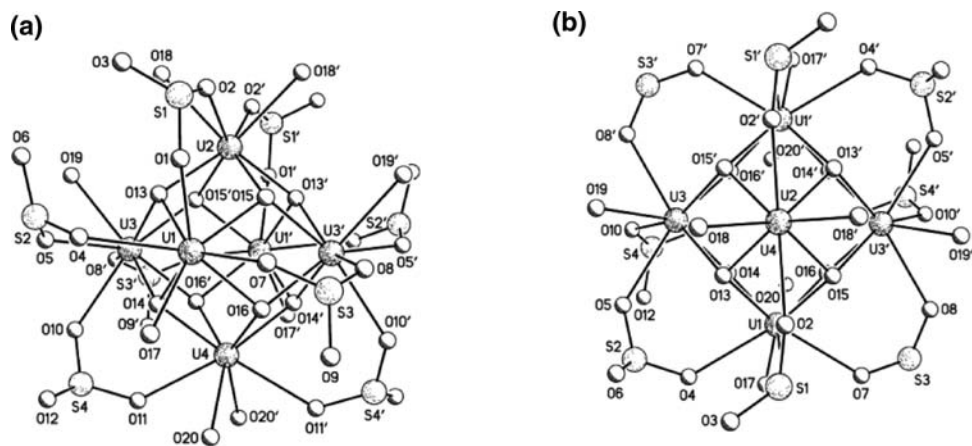 (a)
O3 O18 O2 O18'
S1 O2' S1'
U2
O6 O19 O1 O1' O19'
O13 O15' O15 O13'
S2 U3 U1 U1' U3' S2'
O5 O4 O7 O8 O5'
O8' S3' O16' S3
O14 O16 O14'
O10 O9' O17 O17' O10'
U4 O9
S4 S4'
O12 O11 O20' O11'
O20
(b)
O7' S1' O17' O4'
S3' S2'
U1'
O8' O2' O5'
O15' O20' O13'
O16' O14' S4'
O19 U3 U2 O10'
O10 O18 O18' U3' O19'
S4 U4
O14 O16
O5 O12 O13 O20 O15 O8
U1 O2
S2 S3
O6 O4 O17 S1 O7
O3